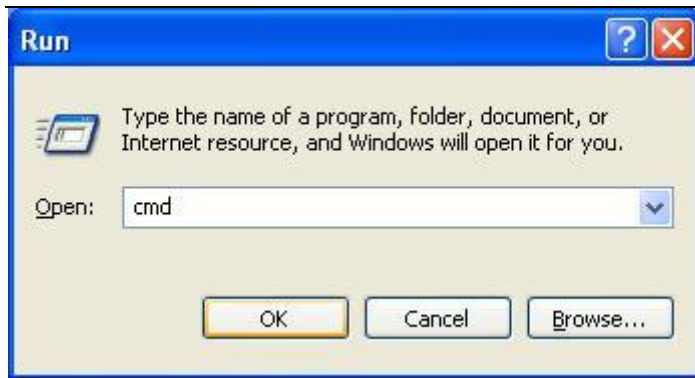 Run
Type the name of a program, folder, document, or
Internet resource, and Windows will open it for you.
Open: cmd
OK Cancel Browse...